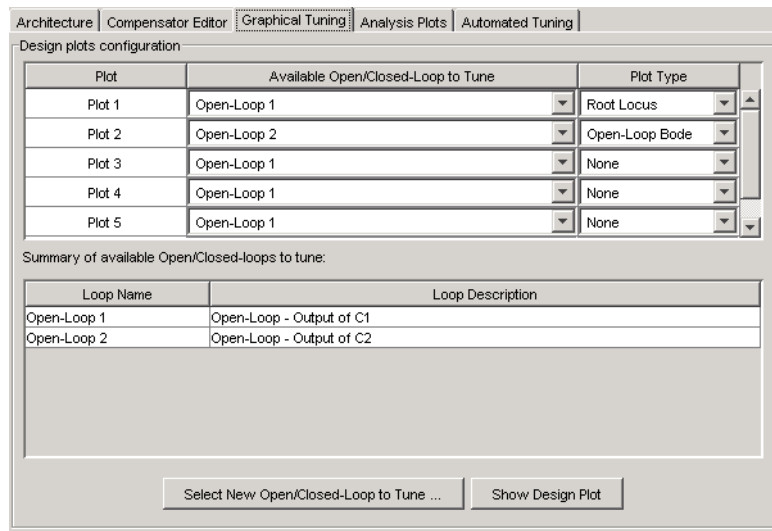 Architecture Compensator Editor Graphical Tuning Analysis Plots Automated Tuning
Design plots configuration
Plot Available Open/Closed-Loop to Tune Plot Type
Plot 1 Open-Loop 1 Root Locus
Plot 2 Open-Loop 2 Open-Loop Bode
Plot 3 Open-Loop 1 None
Plot 4 Open-Loop 1 None
Plot 5 Open-Loop 1 None
Summary of available Open/Closed-loops to tune:
Loop Name Loop Description
Open-Loop 1 Open-Loop - Output of C1
Open-Loop 2 Open-Loop - Output of C2
Select New Open/Closed-Loop to Tune ... Show Design Plot